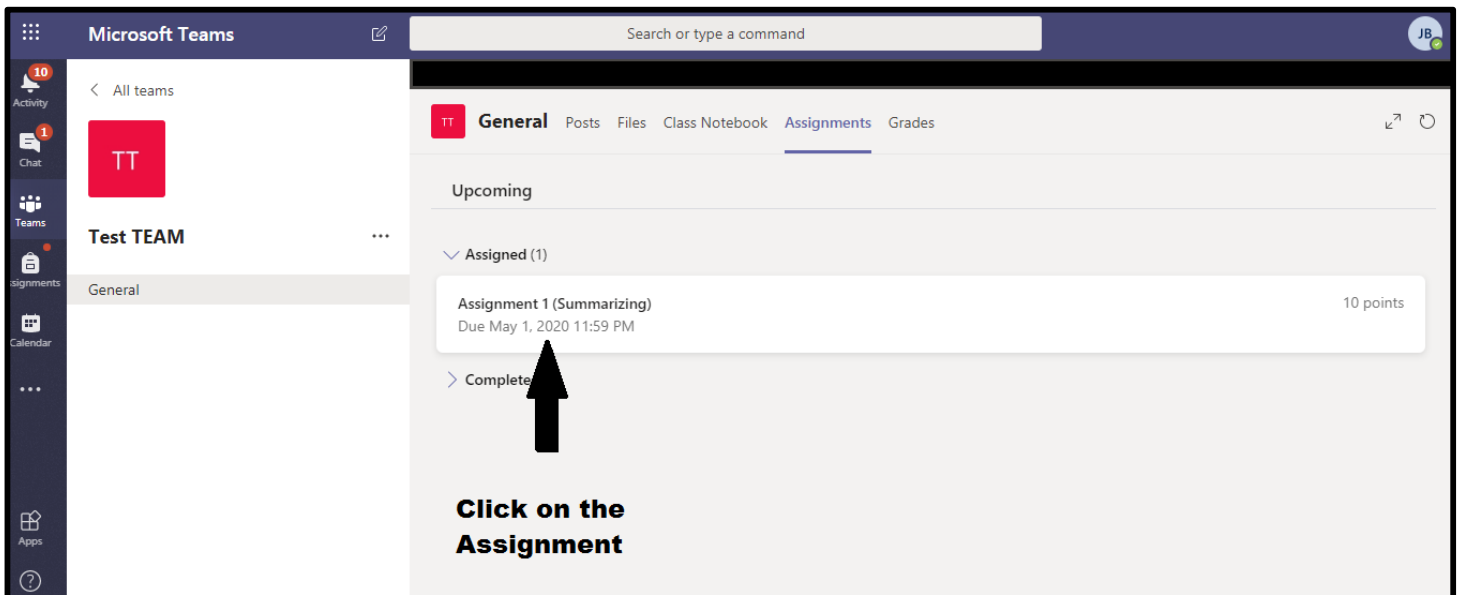 Microsoft Teams
Search or type a command
JB
10
Activity
1
Chat
Teams
signments
Calendar
Apps
All teams
TT
Test TEAM
General
TT General Posts Files Class Notebook Assignments Grades
Upcoming
Assigned (1)
Assignment 1 (Summarizing) 10 points
Due May 1, 2020 11:59 PM
Complete
Click on the
Assignment